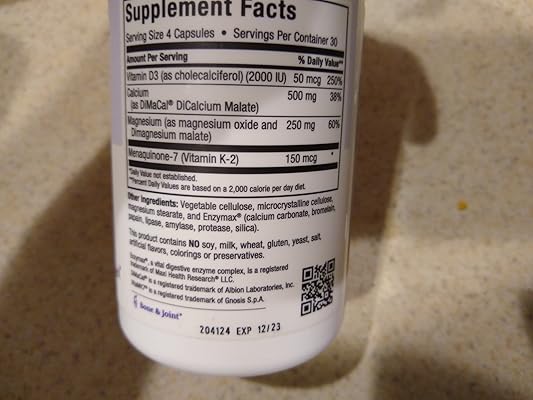 Supplement Facts
Serving Size 4 Capsules • Servings Per Container 30
Amount Per Serving % Daily Value**
Vitamin D3 (as cholecalciferol) (2000 IU) 50 mcg 250%
Calcium 500 mg 38%
(as DiMaCal® DiCalcium Malate)
Magnesium (as magnesium oxide and 250 mg 60%
Dimagnesium malate)
Menaquinone-7 (Vitamin K-2) 150 mcg *
*Daily Value not established.
**Percent Daily Values are based on a 2,000 calorie per day diet.
Other Ingredients: Vegetable cellulose, microcrystalline cellulose,
magnesium stearate, and Enzymax® (calcium carbonate, bromelain,
papain, lipase, amylase, protease, silica).
This product contains NO soy, milk, wheat, gluten, yeast, salt,
artificial flavors, colorings or preservatives.
Enzymax®, a vital digestive enzyme complex, is a registered
trademark of Maxi Health Research® LLC.
DiMaCal® is a registered trademark of Albion Laboratories, Inc.
is a registered trademark of Gnosis S.p.A.
Bone & Joint
204124 EXP 12/23